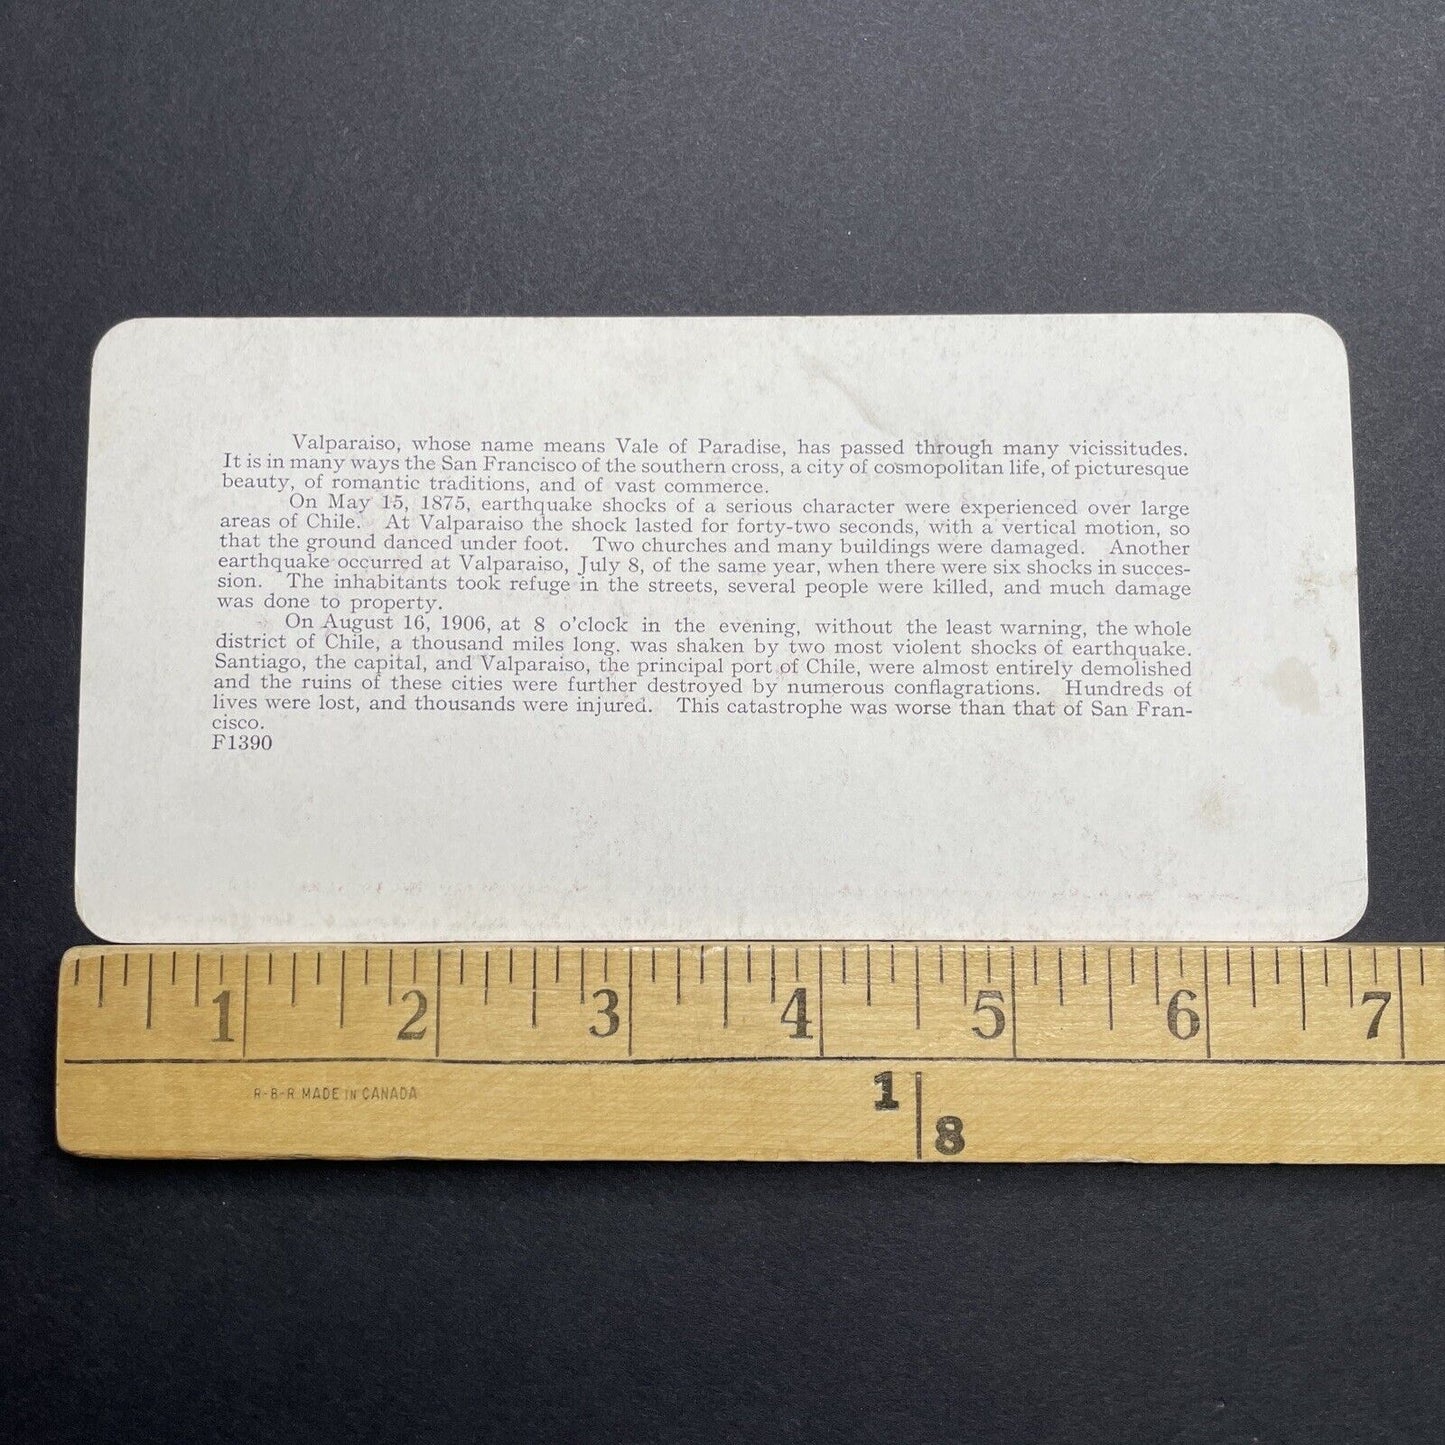 Valparaiso, whose name means Vale of Paradise, has passed through many vicissitudes.
It is in many ways the San Francisco of the southern cross, a city of cosmopolitan life, of picturesque
beauty, of romantic traditions, and of vast commerce.
On May 15, 1875, earthquake shocks of a serious character were experienced over large
areas of Chile. At Valparaiso the shock lasted for forty-two seconds, with a vertical motion, so
that the ground danced under foot. Two churches and many buildings were damaged. Another
earthquake occurred at Valparaiso, July 8, of the same year, when there were six shocks in succes-
sion. The inhabitants took refuge in the streets, several people were killed, and much damage
was done to property.
On August 16, 1906, at 8 o'clock in the evening, without the least warning, the whole
district of Chile, a thousand miles long, was shaken by two most violent shocks of earthquake.
Santiago, the capital, and Valparaiso, the principal port of Chile, were almost entirely demolished
and the ruins of these cities were further destroyed by numerous conflagrations. Hundreds of
lives were lost, and thousands were injured. This catastrophe was worse than that of San Fran-
cisco.
F1390
1 2 3 4 5 6 7
R-B-R MADE IN CANADA
1 8